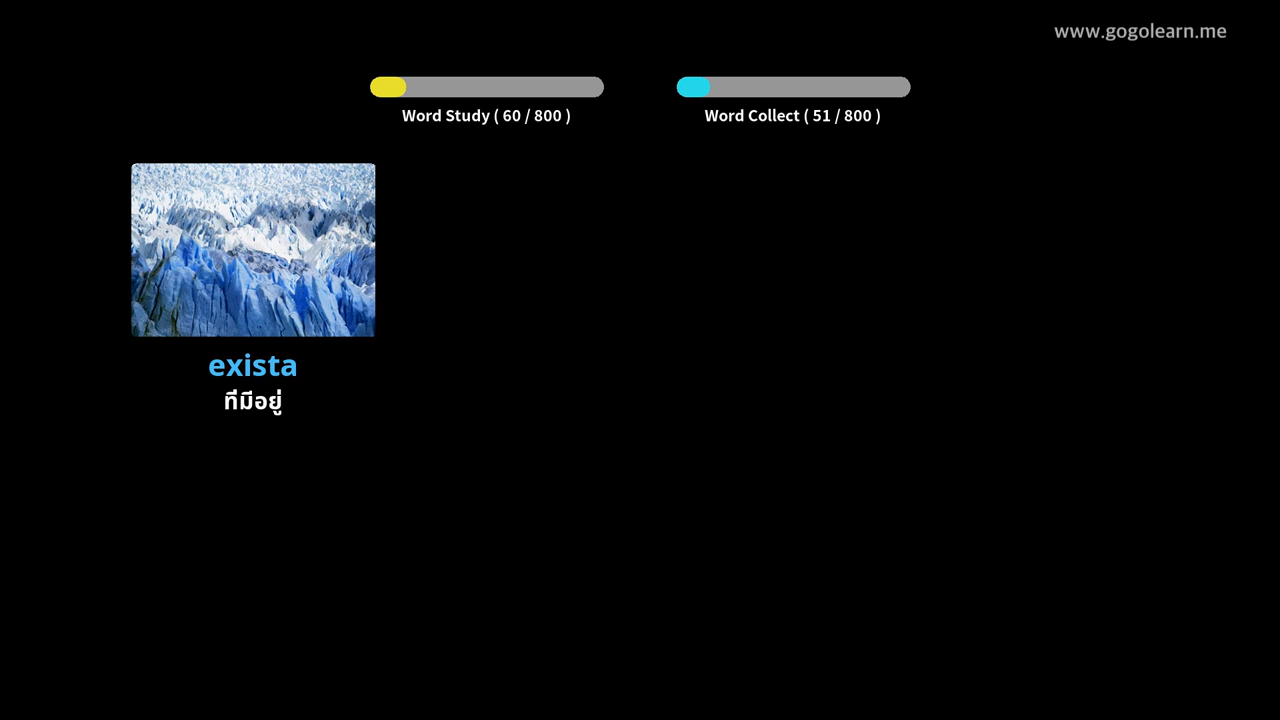 www.gogolearn.me
Word Study ( 60 / 800 )
Word Collect ( 51 / 800 )
exista
ที่มีอยู่